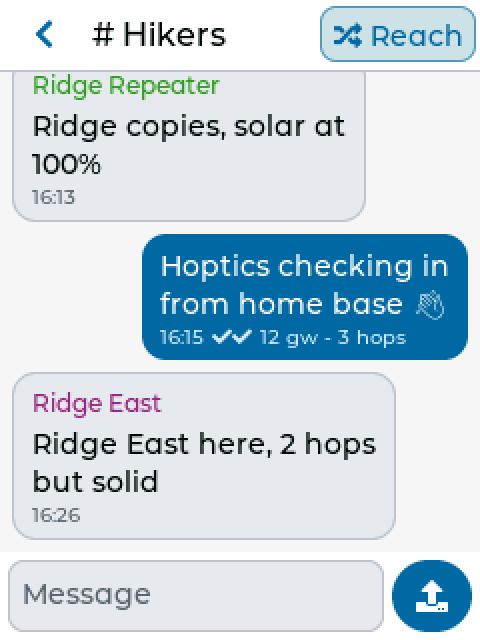 # Hikers
Reach
Ridge Repeater
Ridge copies, solar at
100%
16:13
Hoptics checking in
from home base 👋
16:15 ✓✓ 12 gw - 3 hops
Ridge East
Ridge East here, 2 hops
but solid
16:26
Message